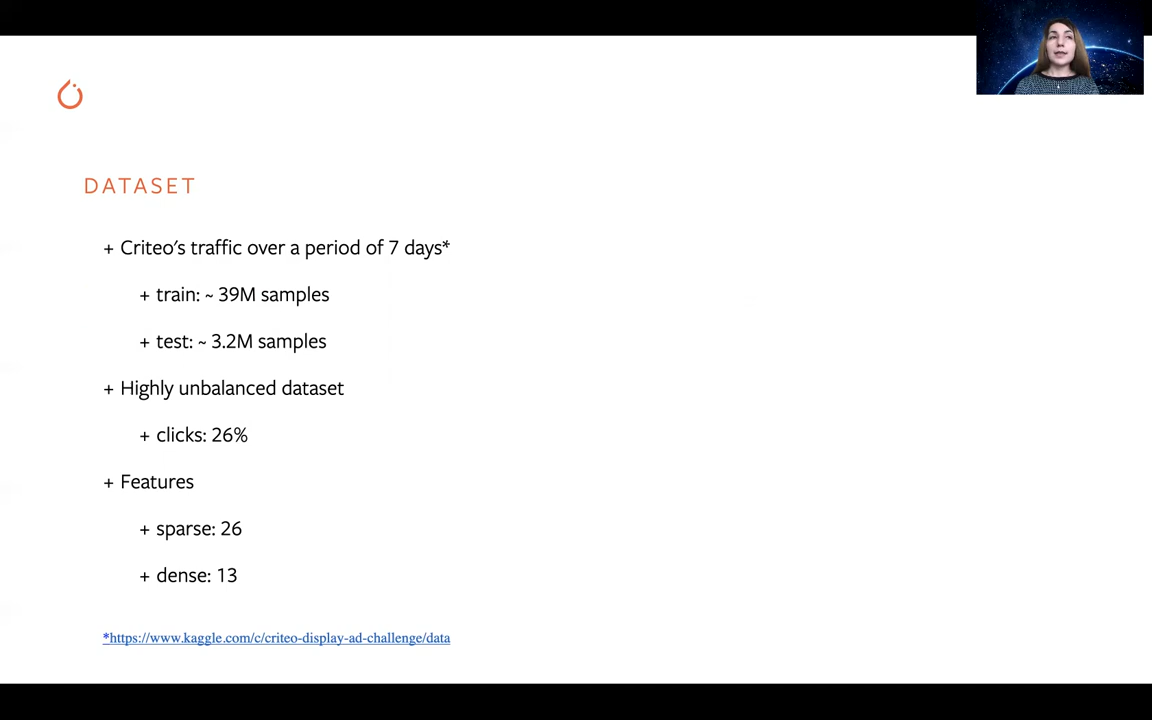 DATASET
+ Criteo's traffic over a period of 7 days*
+ train: ~ 39M samples
+ test: ~ 3.2M samples
+ Highly unbalanced dataset
+ clicks: 26%
+ Features
+ sparse: 26
+ dense: 13
*https://www.kaggle.com/c/criteo-display-ad-challenge/data